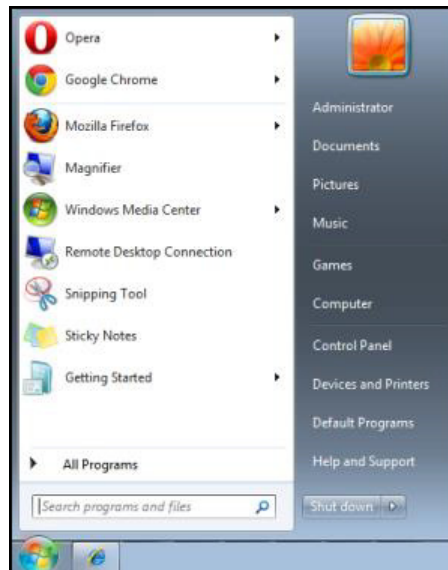 Opera
Google Chrome
Mozilla Firefox
Magnifier
Windows Media Center
Remote Desktop Connection
Snipping Tool
Sticky Notes
Getting Started
All Programs
Search programs and files
Administrator
Documents
Pictures
Music
Games
Computer
Control Panel
Devices and Printers
Default Programs
Help and Support
Shut down